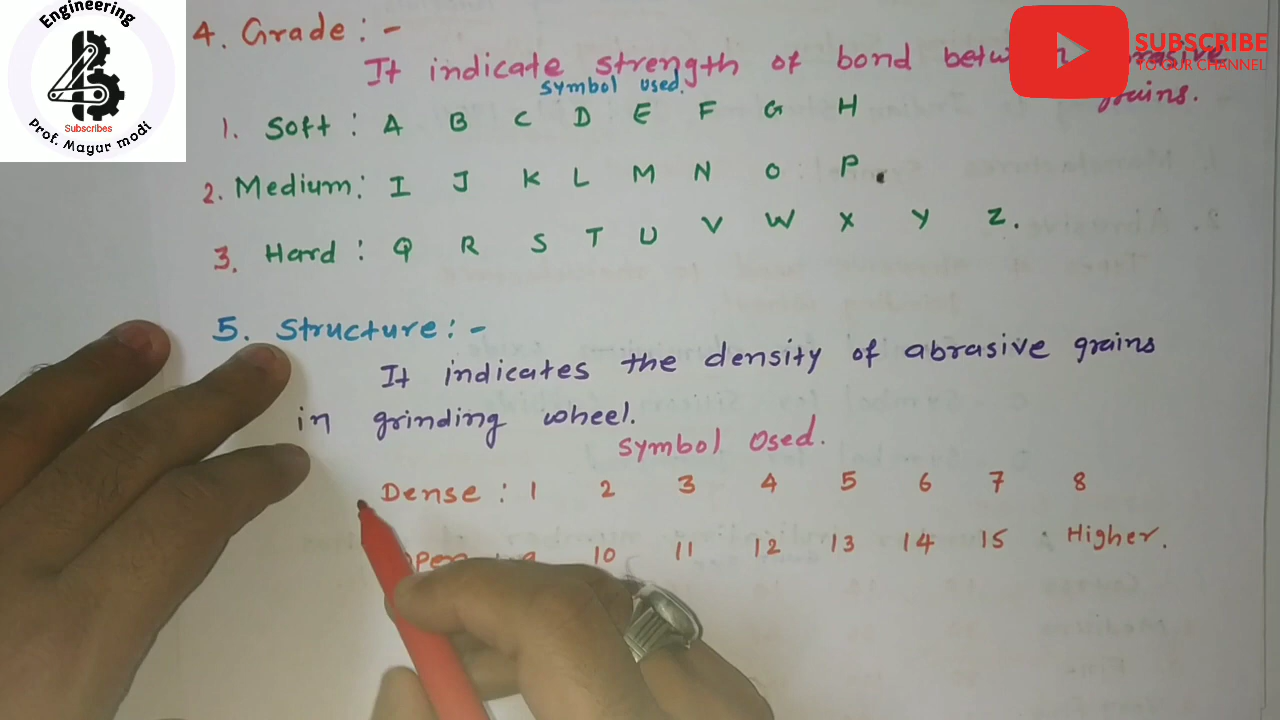 Engineering
Subscribes
Prof. Mayur modi
SUBSCRIBE
TO OUR CHANNEL
4. Grade : -
It indicate strength of bond
grains.
Symbol used.
1. Soft : A B C D E F G H
2. Medium : I J K L M N O P
3. Hard : Q R S T U V W X Y Z.
5. Structure : -
It indicates the density of abrasive grains
in grinding wheel.
Symbol Used.
Dense : 1 2 3 4 5 6 7 8
10 11 12 13 14 15 Higher.